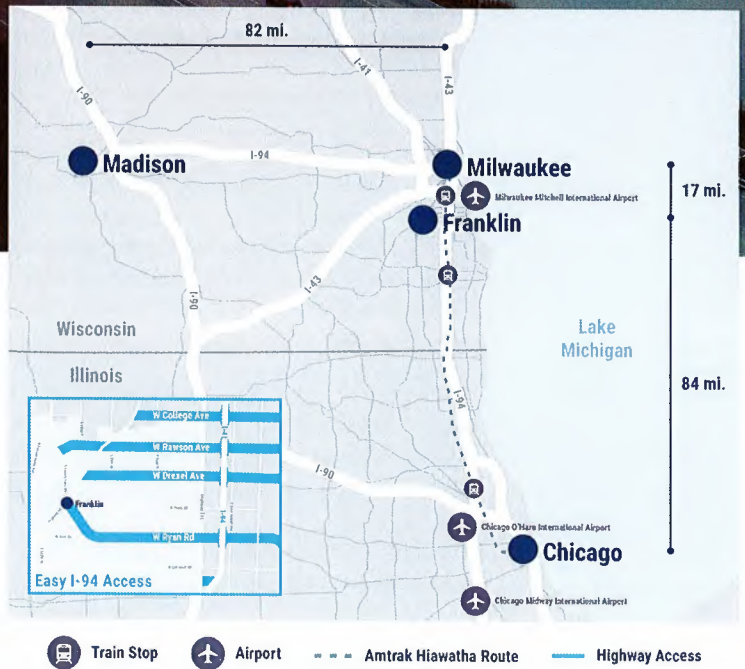 82 mi.
I-90
I-41
I-43
Madison
I-94
Milwaukee
Milwaukee Mitchell International Airport
17 mi.
Franklin
I-43
I-90
Wisconsin
Illinois
Lake
Michigan
84 mi.
I-94
I-90
W College Ave
W Rawson Ave
W Drexel Ave
Franklin
W Ryan Rd
I-94
Easy I-94 Access
Chicago O'Hare International Airport
Chicago
Chicago Midway International Airport
Train Stop
Airport
Amtrak Hiawatha Route
Highway Access